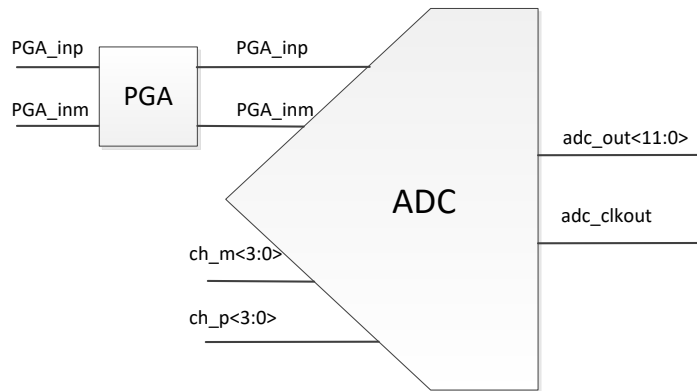 PGA_inp
PGA_inp
PGA
PGA_inm
PGA_inm
adc_out<11:0>
ADC
adc_clkout
ch_m<3:0>
ch_p<3:0>